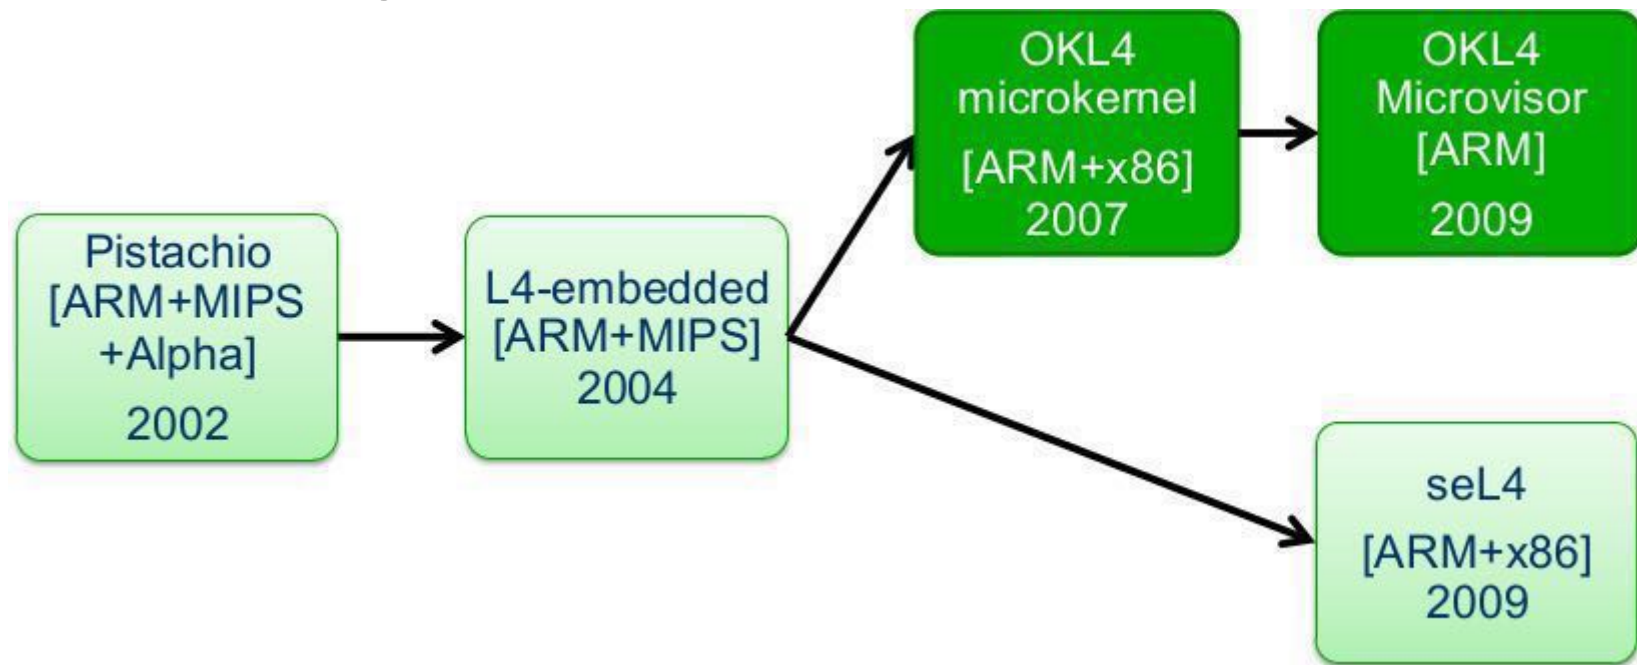 Pistachio
[ARM+MIPS
+Alpha]
2002
L4-embedded
[ARM+MIPS]
2004
OKL4
microkernel
[ARM+x86]
2007
OKL4
Microvisor
[ARM]
2009
seL4
[ARM+x86]
2009